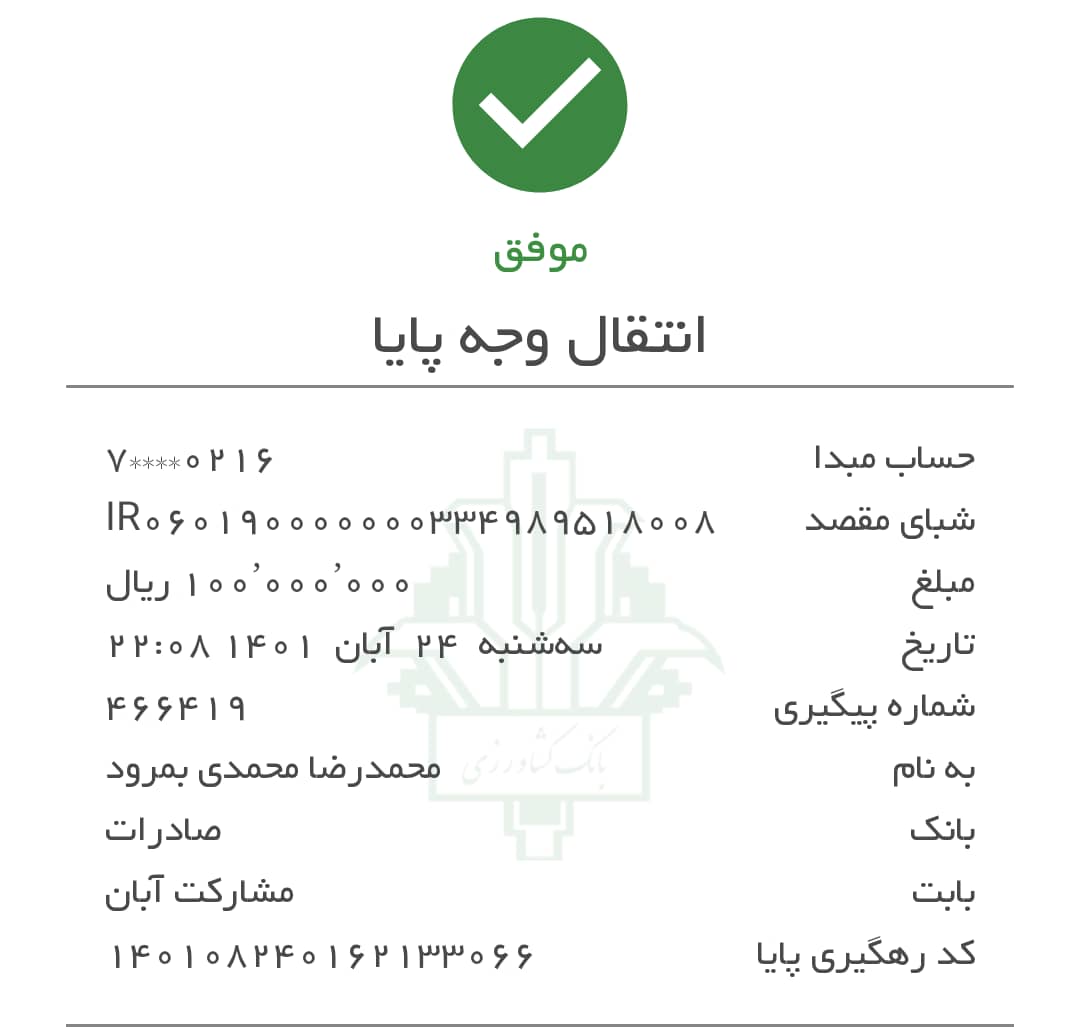 موفق
انتقال وجه پایا
حساب مبدا ۷****۰۲۱۶
شبای مقصد IR۰۶۰۱۹۰۰۰۰۰۰۰۳۳۴۹۸۹۵۱۸۰۰۸
مبلغ ۱۰۰٬۰۰۰٬۰۰۰ ریال
تاریخ سه‌شنبه ۲۴ آبان ۱۴۰۱ ۲۲:۰۸
شماره پیگیری ۴۶۶۴۱۹
به نام محمدرضا محمدی بمرود
بانک صادرات
بابت مشارکت آبان
کد رهگیری پایا ۱۴۰۱۰۸۲۴۰۱۶۲۱۳۳۰۶۶
بانک کشاورزی